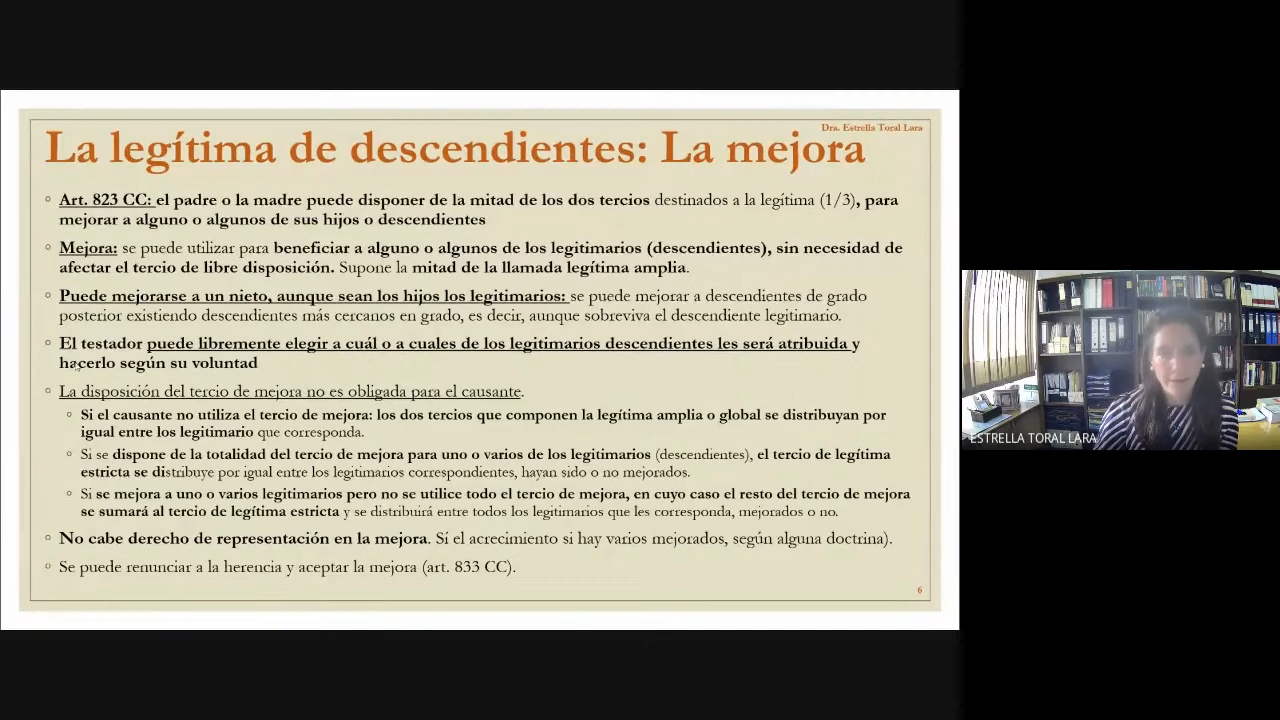 Dra. Estrella Toral Lara
La legítima de descendientes: La mejora
◦ Art. 823 CC: el padre o la madre puede disponer de la mitad de los dos tercios destinados a la legítima (1/3), para
mejorar a alguno o algunos de sus hijos o descendientes
◦ Mejora: se puede utilizar para beneficiar a alguno o algunos de los legitimarios (descendientes), sin necesidad de
afectar el tercio de libre disposición. Supone la mitad de la llamada legítima amplia.
◦ Puede mejorarse a un nieto, aunque sean los hijos los legitimarios: se puede mejorar a descendientes de grado
posterior existiendo descendientes más cercanos en grado, es decir, aunque sobreviva el descendiente legitimario.
◦ El testador puede libremente elegir a cuál o a cuales de los legitimarios descendientes les será atribuida y
hacerlo según su voluntad
◦ La disposición del tercio de mejora no es obligada para el causante.
◦ Si el causante no utiliza el tercio de mejora: los dos tercios que componen la legítima amplia o global se distribuyan por
igual entre los legitimario que corresponda.
◦ Si se dispone de la totalidad del tercio de mejora para uno o varios de los legitimarios (descendientes), el tercio de legítima
estricta se distribuye por igual entre los legitimarios correspondientes, hayan sido o no mejorados.
◦ Si se mejora a uno o varios legitimarios pero no se utilice todo el tercio de mejora, en cuyo caso el resto del tercio de mejora
se sumará al tercio de legítima estricta y se distribuirá entre todos los legitimarios que les corresponda, mejorados o no.
◦ No cabe derecho de representación en la mejora. Sí el acrecimiento si hay varios mejorados, según alguna doctrina).
◦ Se puede renunciar a la herencia y aceptar la mejora (art. 833 CC).
6
ESTRELLA TORAL LARA